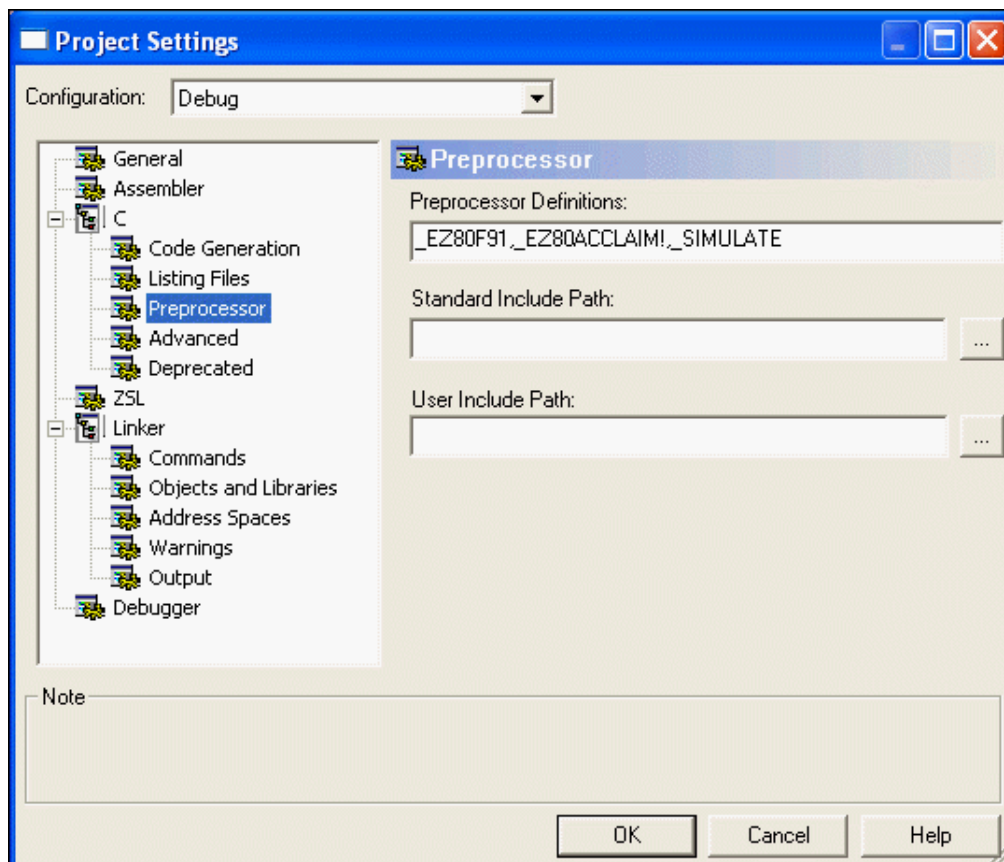 Project Settings
Configuration: Debug
General
Assembler
C
Code Generation
Listing Files
Preprocessor
Advanced
Deprecated
ZSL
Linker
Commands
Objects and Libraries
Address Spaces
Warnings
Output
Debugger
Preprocessor
Preprocessor Definitions:
_EZ80F91,_EZ80ACCLAIM!,_SIMULATE
Standard Include Path:
...
User Include Path:
...
Note
OK Cancel Help